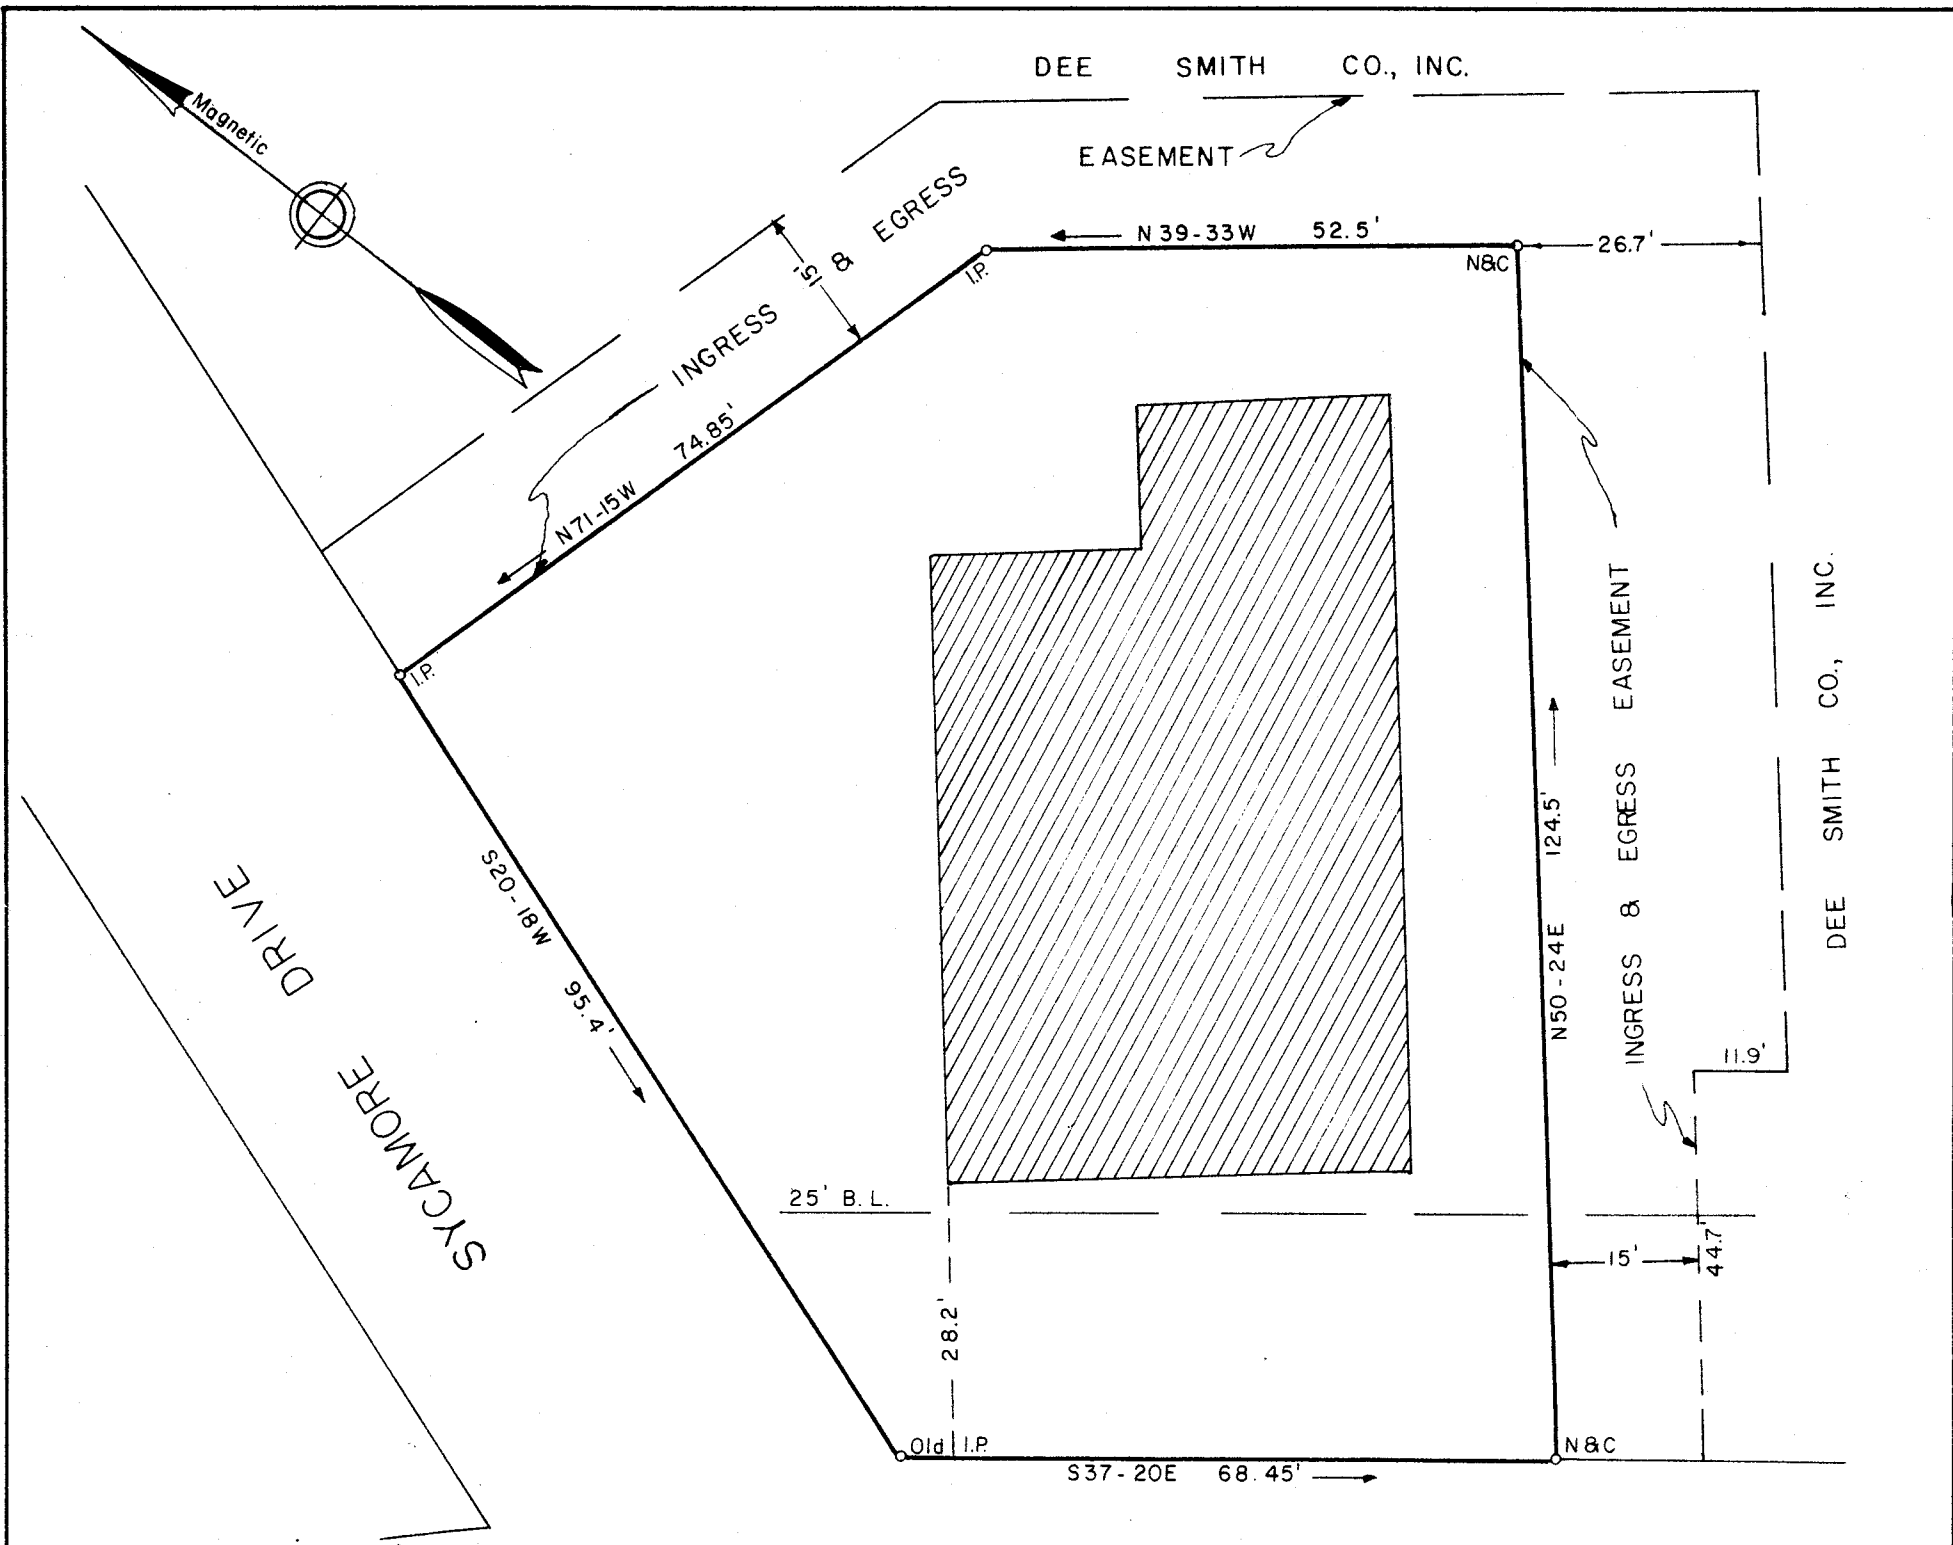 DEE SMITH CO., INC.
Magnetic
EASEMENT
INGRESS & EGRESS
15'
N39-33W 52.5'
26.7'
I.P.
N&C
N71-15W 74.85'
I.P.
INGRESS & EGRESS EASEMENT
DEE SMITH CO., INC.
N50-24E 124.5'
S20-18W 95.4'
SYCAMORE DRIVE
11.9'
25' B.L.
15'
44.7'
28.2'
Old I.P.
N&C
S37-20E 68.45'